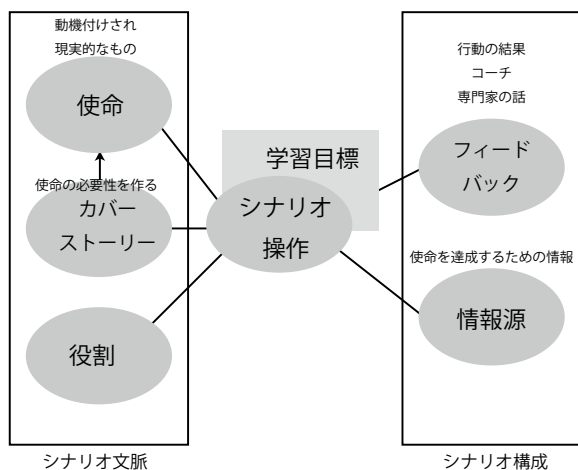 動機付けされ
現実的なもの
使命
使命の必要性を作る
カバー
ストーリー
役割
シナリオ文脈
学習目標
シナリオ
操作
行動の結果
コーチ
専門家の話
フィード
バック
使命を達成するための情報
情報源
シナリオ構成